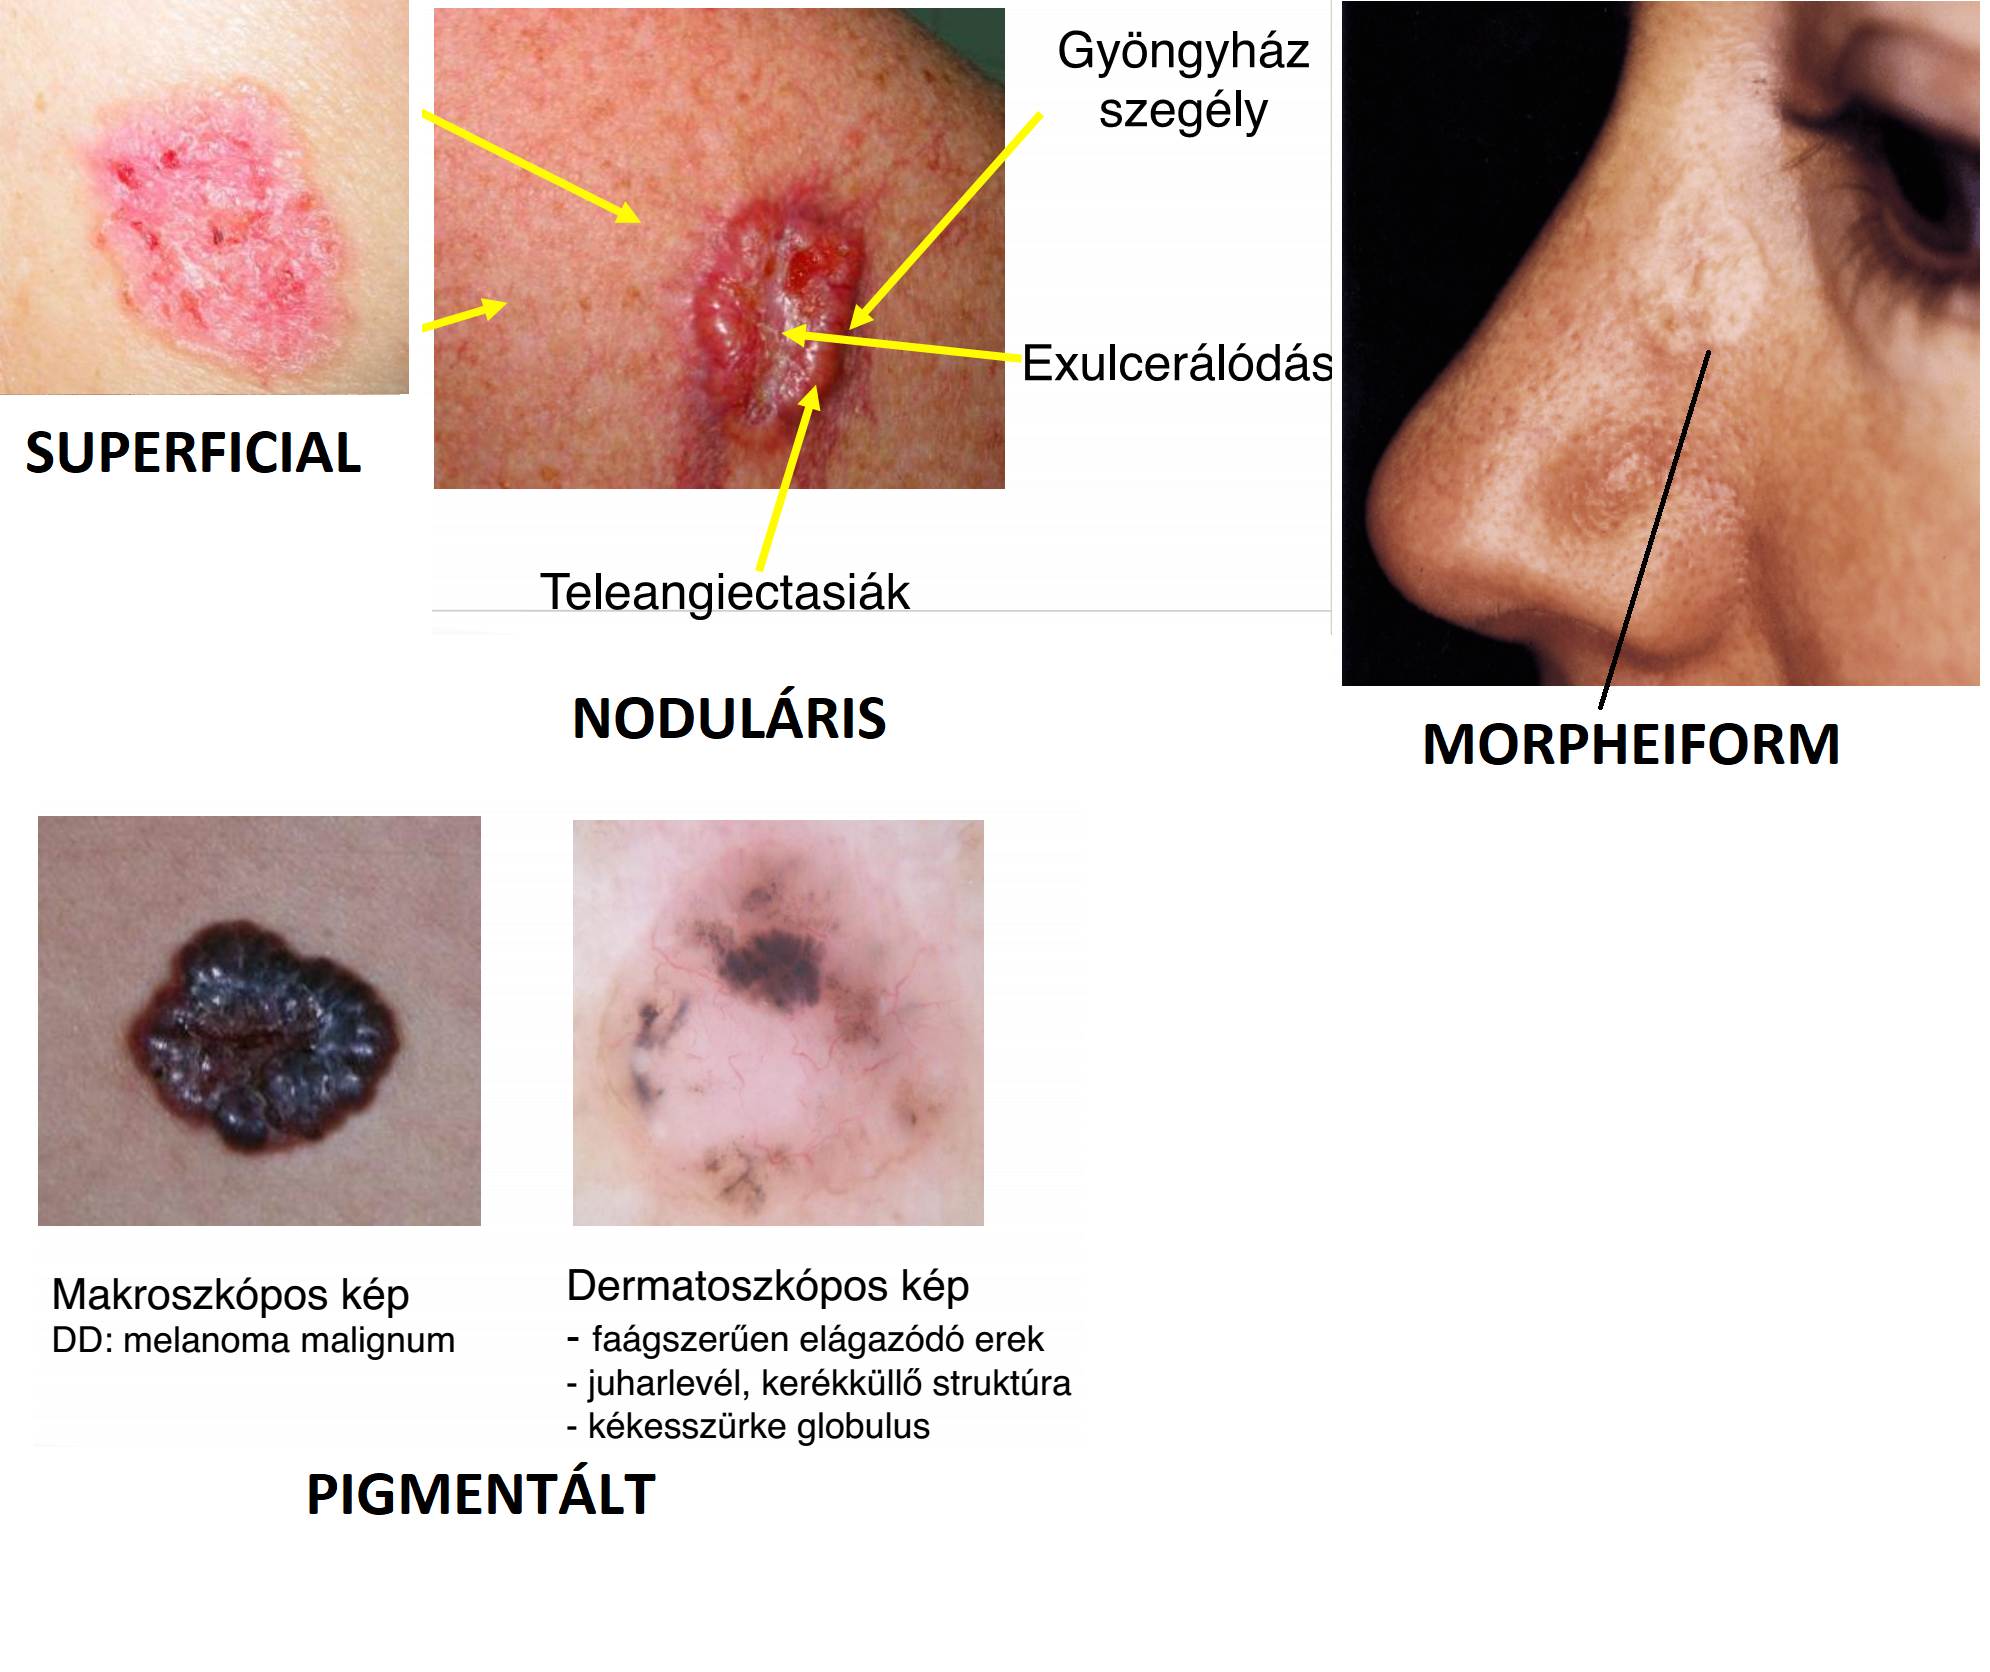 Gyöngyház
szegély
Exulcerálódás
SUPERFICIAL
Teleangiectasiák
NODULÁRIS
MORPHEIFORM
Makroszkópos kép
DD: melanoma malignum
Dermatoszkópos kép
- faágszerűen elágazódó erek
- juharlevél, kerékküllő struktúra
- kékesszürke globulus
PIGMENTÁLT